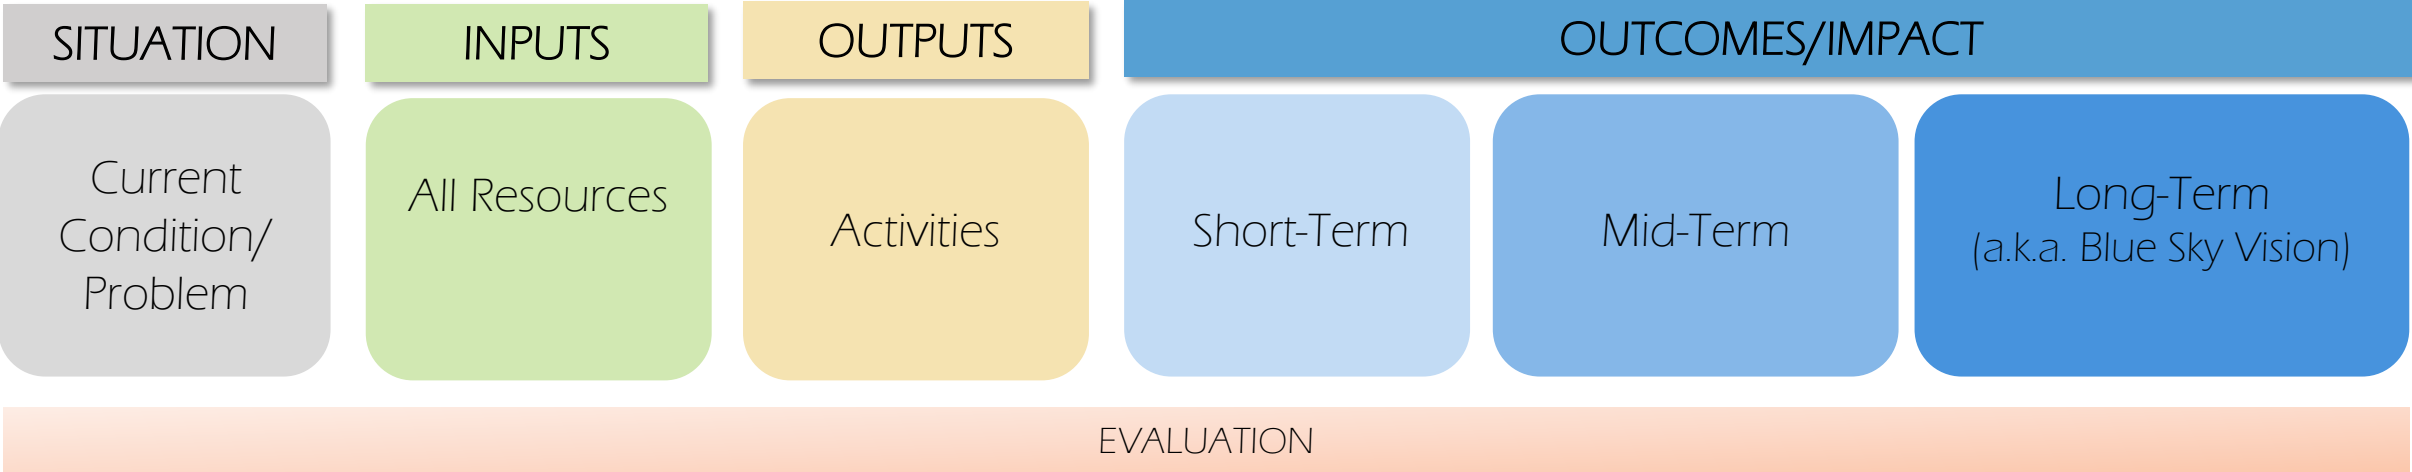 SITUATION
INPUTS
OUTPUTS
OUTCOMES/IMPACT
Current
Condition/
Problem
All Resources
Activities
Short-Term
Mid-Term
Long-Term
(a.k.a. Blue Sky Vision)
EVALUATION